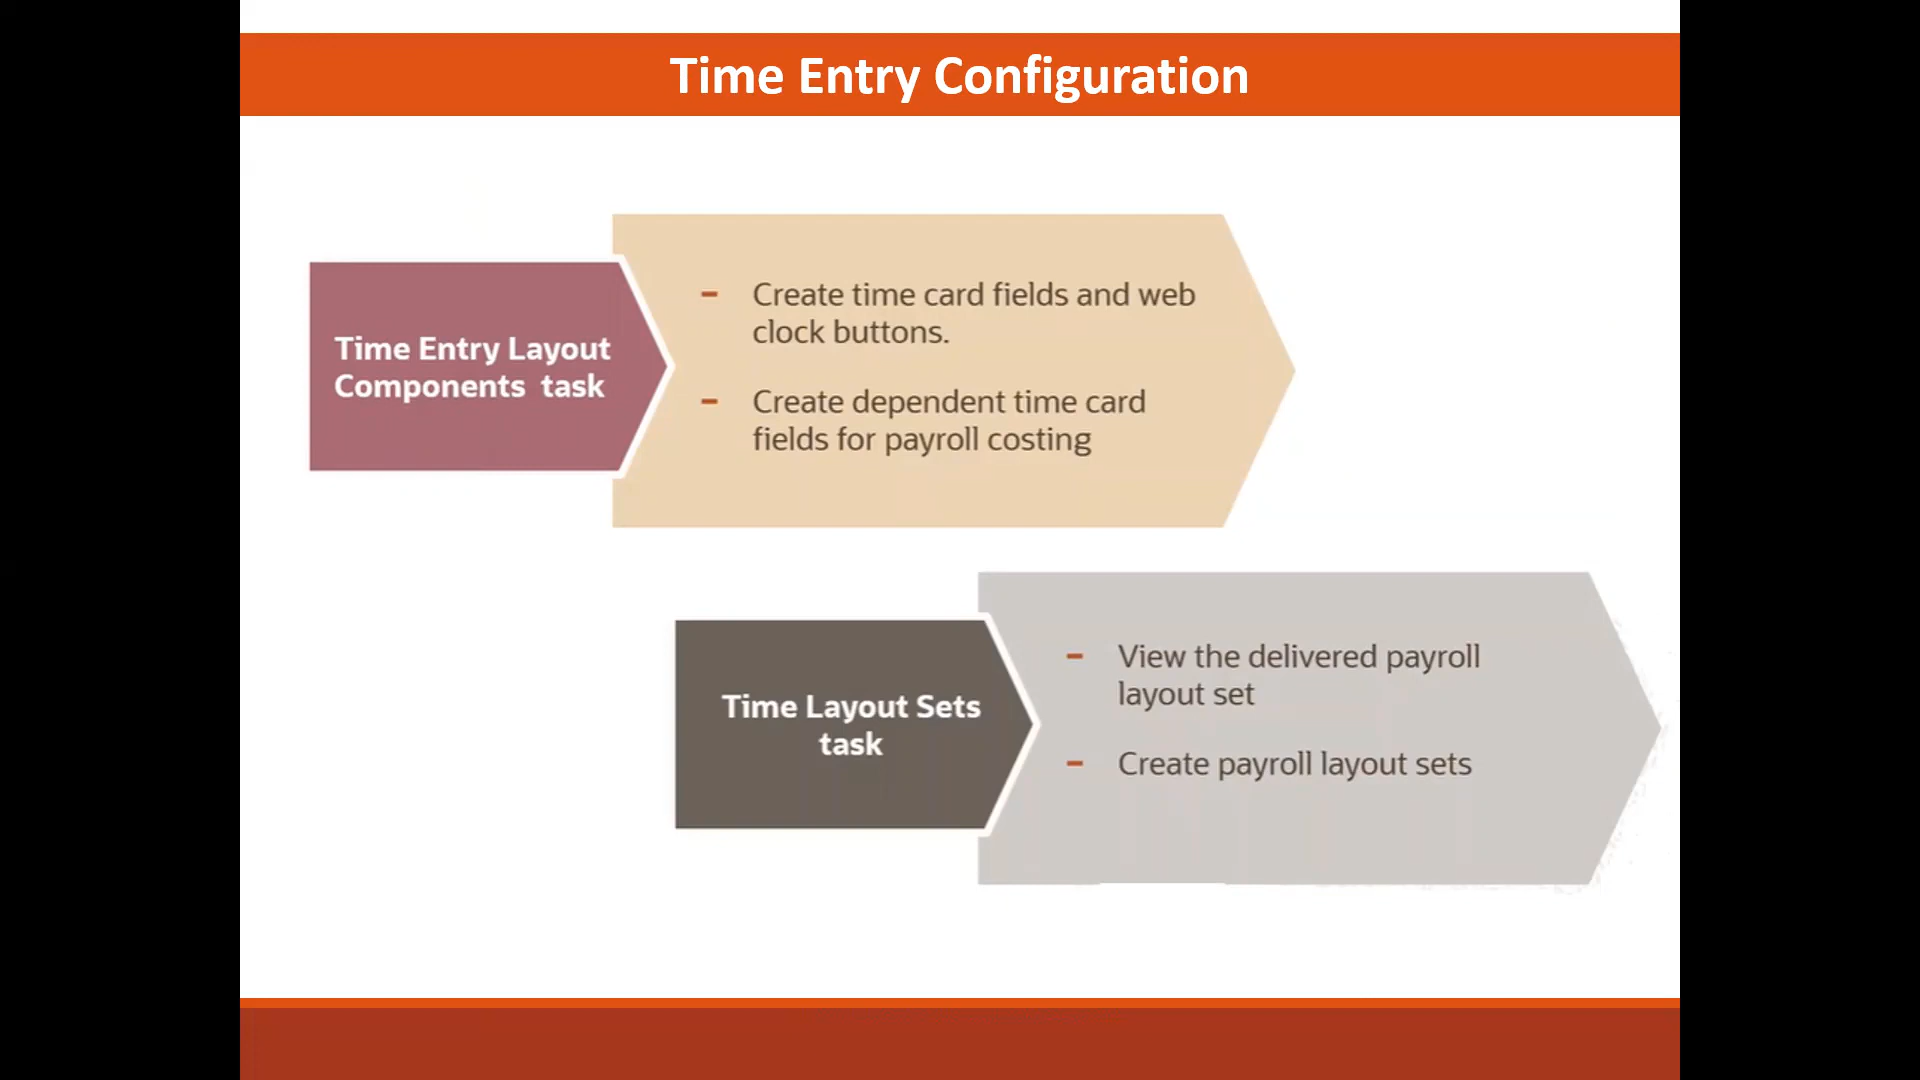 Time Entry Configuration
Time Entry Layout
Components task
- Create time card fields and web
clock buttons.
- Create dependent time card
fields for payroll costing
Time Layout Sets
task
- View the delivered payroll
layout set
- Create payroll layout sets